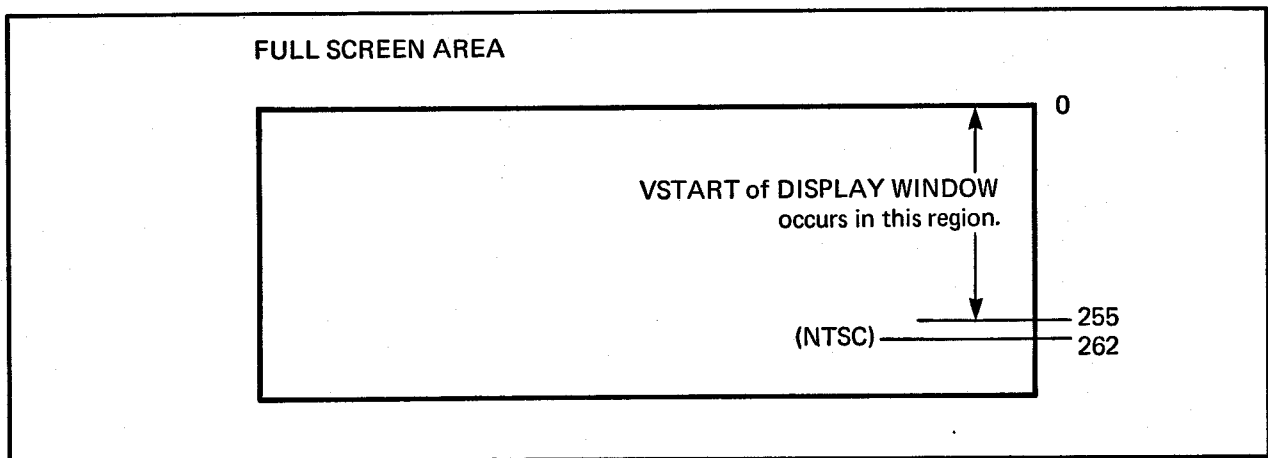 FULL SCREEN AREA
0
VSTART of DISPLAY WINDOW
occurs in this region.
255
(NTSC)
262